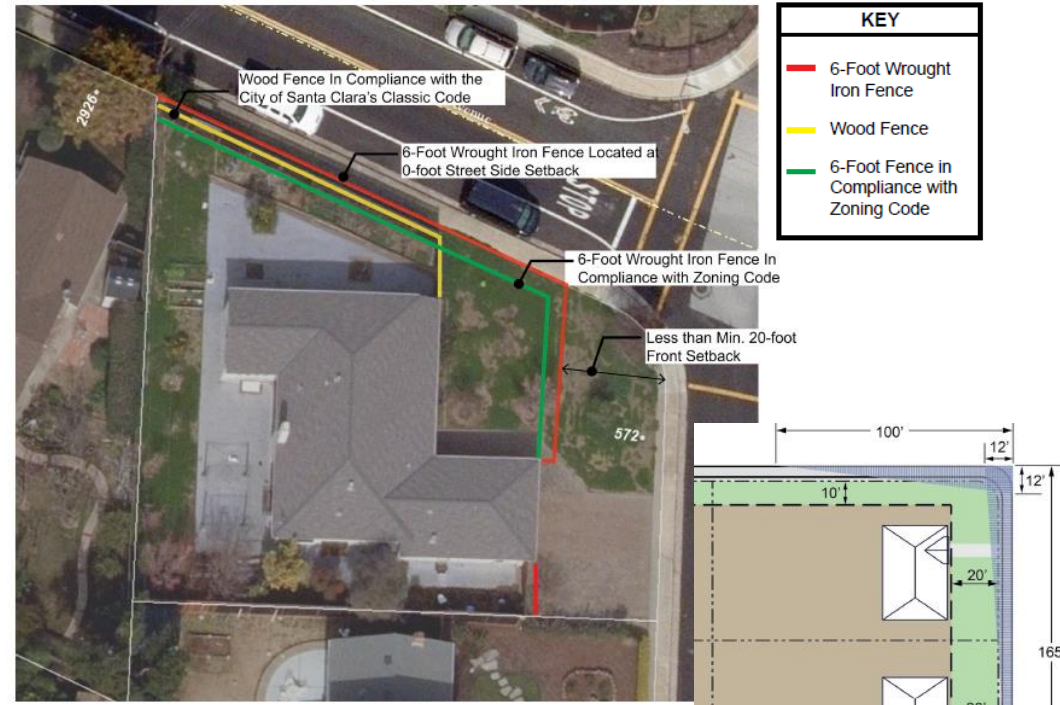 KEY
6-Foot Wrought
Iron Fence
Wood Fence
6-Foot Fence in
Compliance with
Zoning Code
Wood Fence In Compliance with the
City of Santa Clara's Classic Code
2926
6-Foot Wrought Iron Fence Located at
0-foot Street Side Setback
STOP
6-Foot Wrought Iron Fence In
Compliance with Zoning Code
Less than Min. 20-foot
Front Setback
572
100'
12'
12'
10'
20'
165